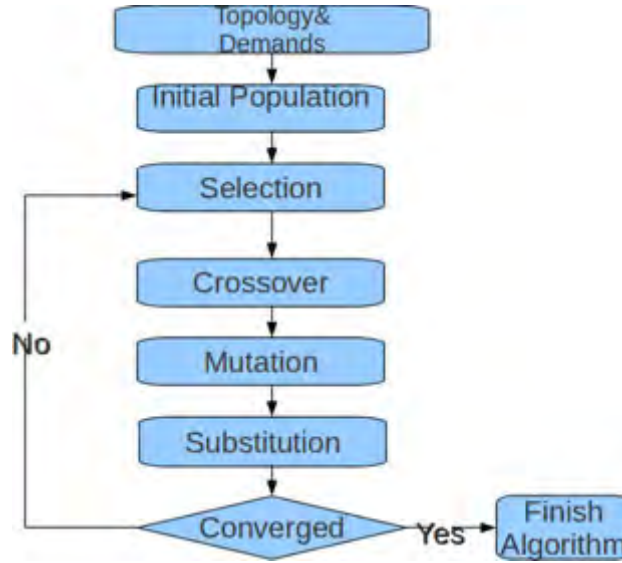 Topology&
Demands
Initial Population
Selection
Crossover
No
Mutation
Substitution
Converged
Yes
Finish
Algorithm